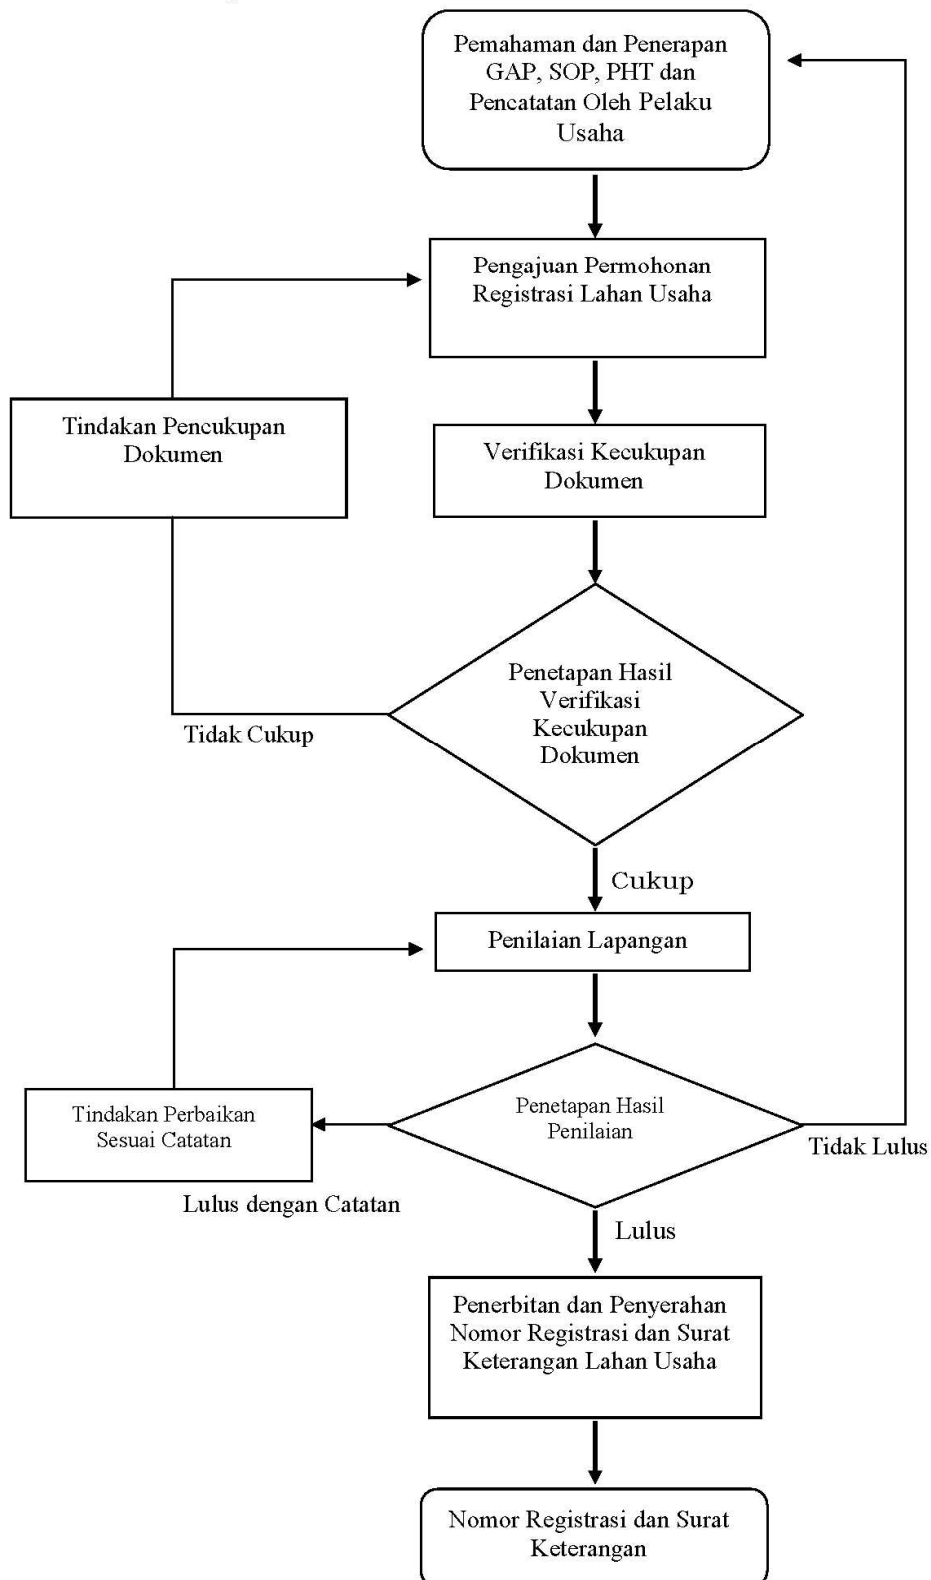 Pemahaman dan Penerapan
GAP, SOP, PHT dan
Pencatatan Oleh Pelaku
Usaha
Pengajuan Permohonan
Registrasi Lahan Usaha
Tindakan Pencukupan
Dokumen
Verifikasi Kecukupan
Dokumen
Penetapan Hasil
Verifikasi
Kecukupan
Dokumen
Tidak Cukup
Cukup
Penilaian Lapangan
Tindakan Perbaikan
Sesuai Catatan
Penetapan Hasil
Penilaian
Tidak Lulus
Lulus dengan Catatan
Lulus
Penerbitan dan Penyerahan
Nomor Registrasi dan Surat
Keterangan Lahan Usaha
Nomor Registrasi dan Surat
Keterangan